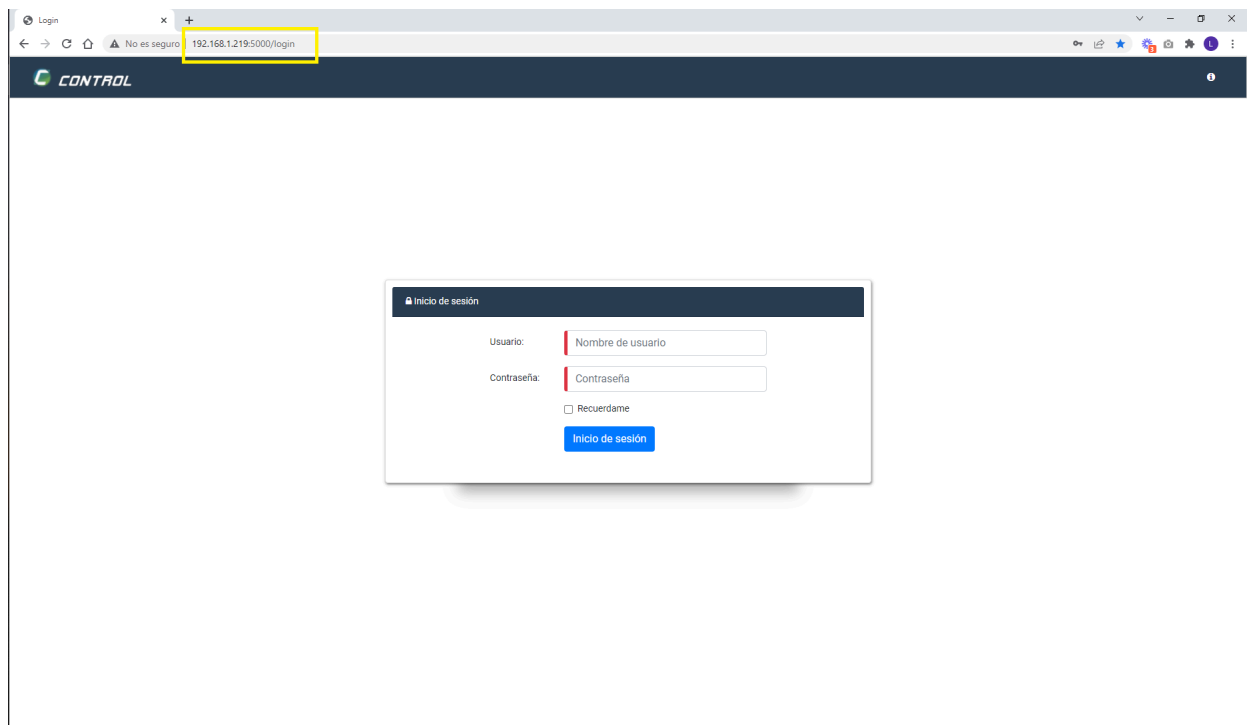 Login
No es seguro | 192.168.1.219:5000/login
3
L
CONTROL
Inicio de sesión
Usuario: Nombre de usuario
Contraseña: Contraseña
Recuerdame
Inicio de sesión